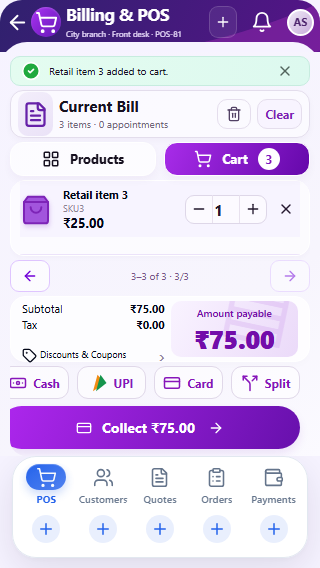 Billing & POS
City branch · Front desk · POS-81
AS
Retail item 3 added to cart.
Current Bill
3 items · 0 appointments
Clear
Products
Cart
3
Retail item 3
SKU3
₹25.00
1
3–3 of 3 · 3/3
Subtotal ₹75.00
Tax ₹0.00
Discounts & Coupons
Amount payable
₹75.00
Cash
UPI
Card
Split
Collect ₹75.00
POS
Customers
Quotes
Orders
Payments